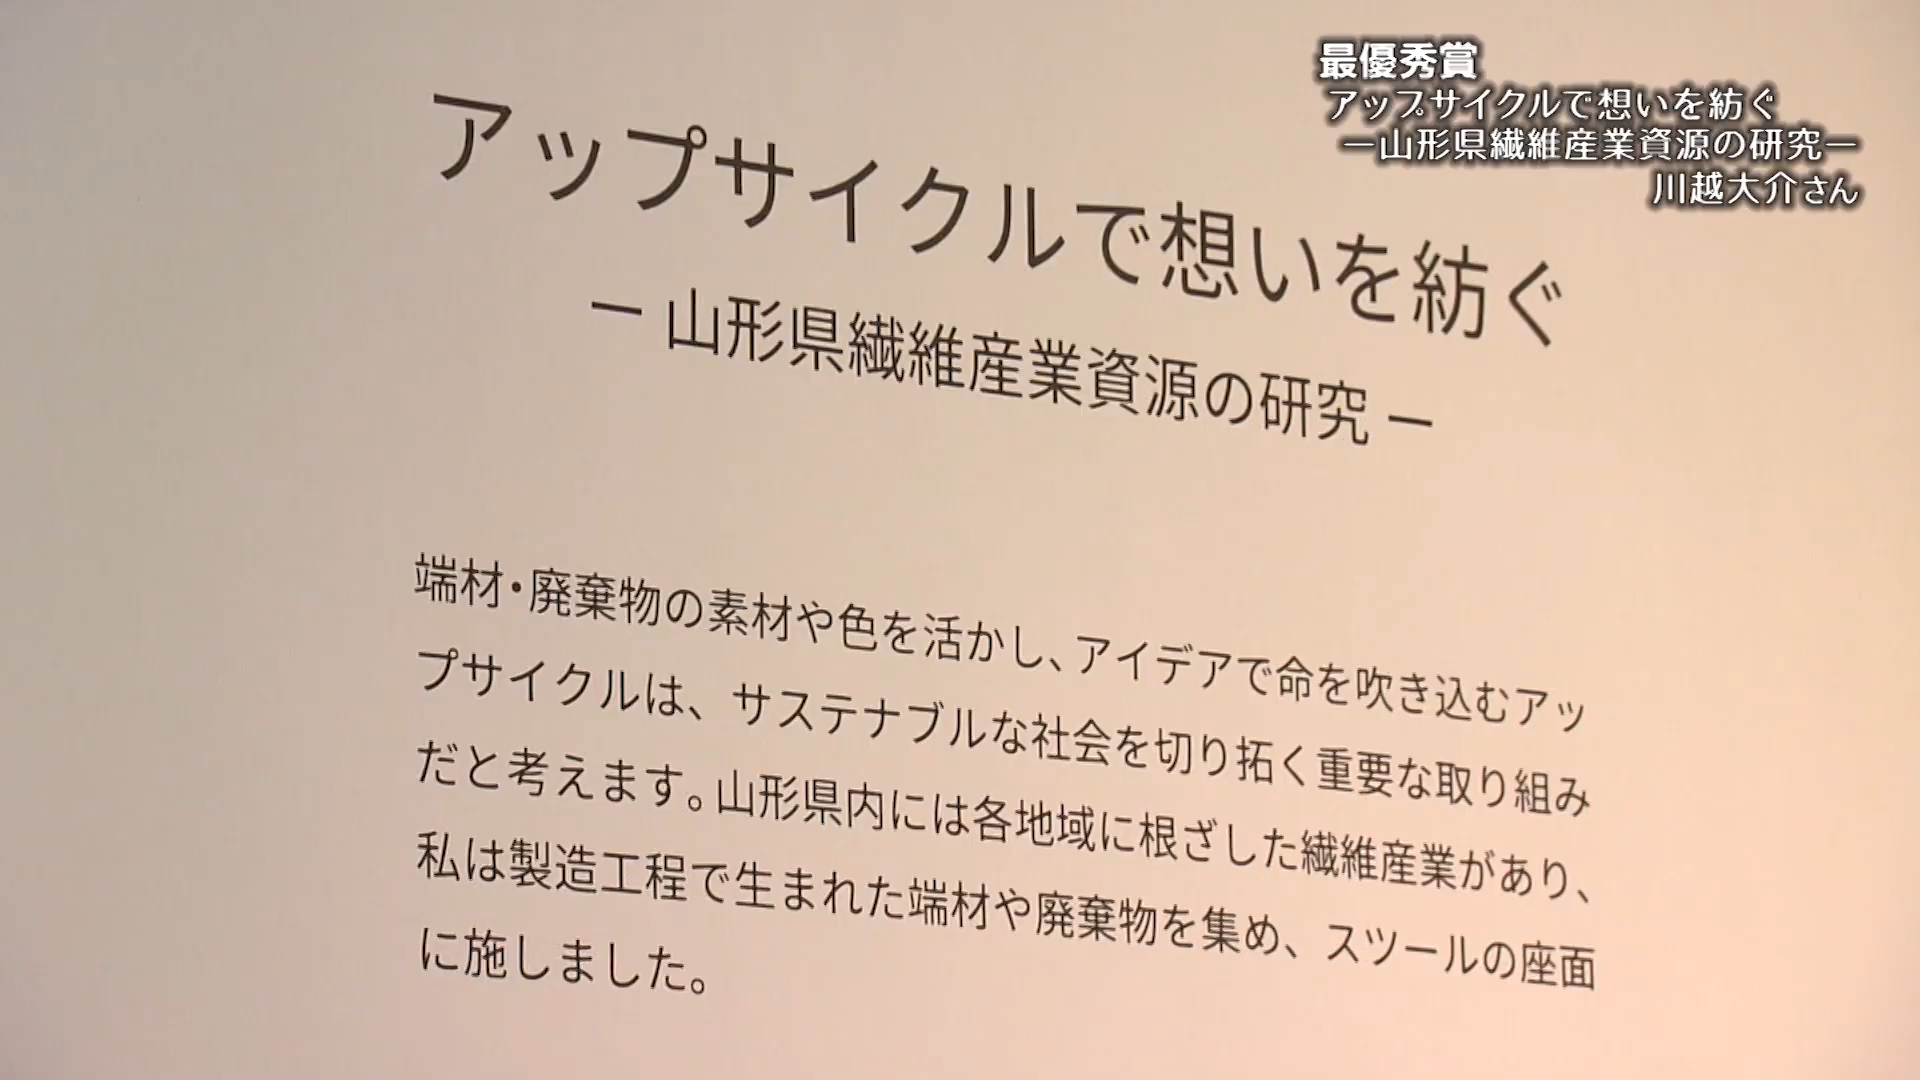 最優秀賞
アップサイクルで想いを紡ぐ
―山形県繊維産業資源の研究―
川越大介さん
アップサイクルで想いを紡ぐ
― 山形県繊維産業資源の研究 ―
端材・廃棄物の素材や色を活かし、アイデアで命を吹き込むアッ
プサイクルは、サステナブルな社会を切り拓く重要な取り組み
だと考えます。山形県内には各地域に根ざした繊維産業があり、
私は製造工程で生まれた端材や廃棄物を集め、スツールの座面
に施しました。